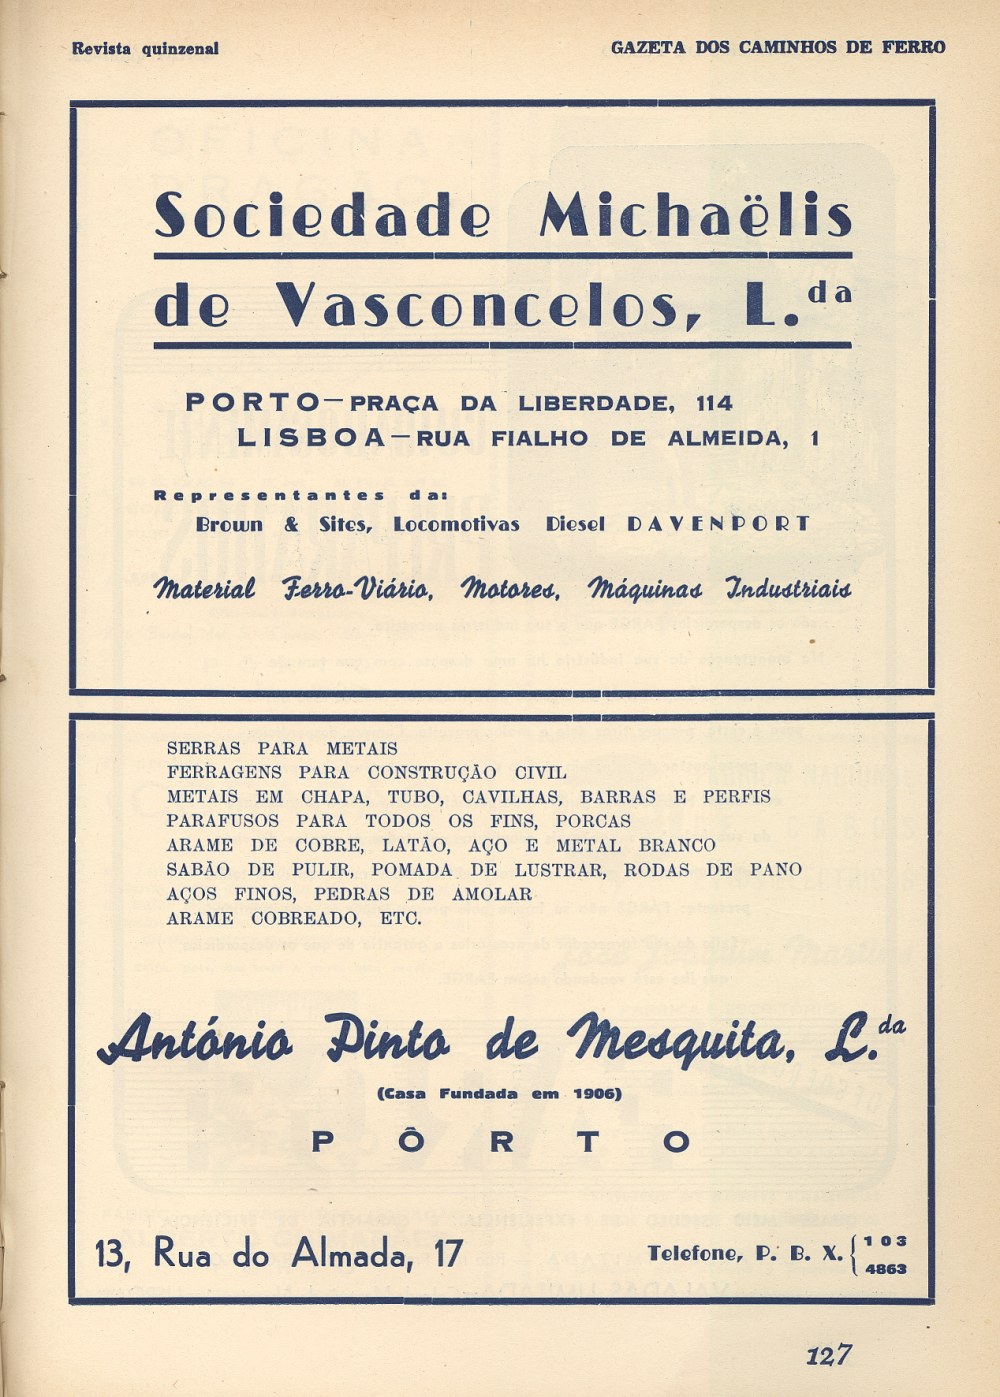 Revista quinzenal
GAZETA DOS CAMINHOS DE FERRO
Sociedade Michaëlis
de Vasconcelos, L.da
PORTO—PRAÇA DA LIBERDADE, 114
LISBOA—RUA FIALHO DE ALMEIDA, 1
Representantes da:
Brown & Sites, Locomotivas Diesel DAVENPORT
Material Ferro-Viário, Motores, Máquinas Industriais
SERRAS PARA METAIS
FERRAGENS PARA CONSTRUÇÃO CIVIL
METAIS EM CHAPA, TUBO, CAVILHAS, BARRAS E PERFIS
PARAFUSOS PARA TODOS OS FINS, PORCAS
ARAME DE COBRE, LATÃO, AÇO E METAL BRANCO
SABÃO DE PULIR, POMADA DE LUSTRAR, RODAS DE PANO
AÇOS FINOS, PEDRAS DE AMOLAR
ARAME COBREADO, ETC.
António Pinto de Mesquita, L.da
(Casa Fundada em 1906)
PÔRTO
13, Rua do Almada, 17
Telefone, P. B. X. { 103
4863
127